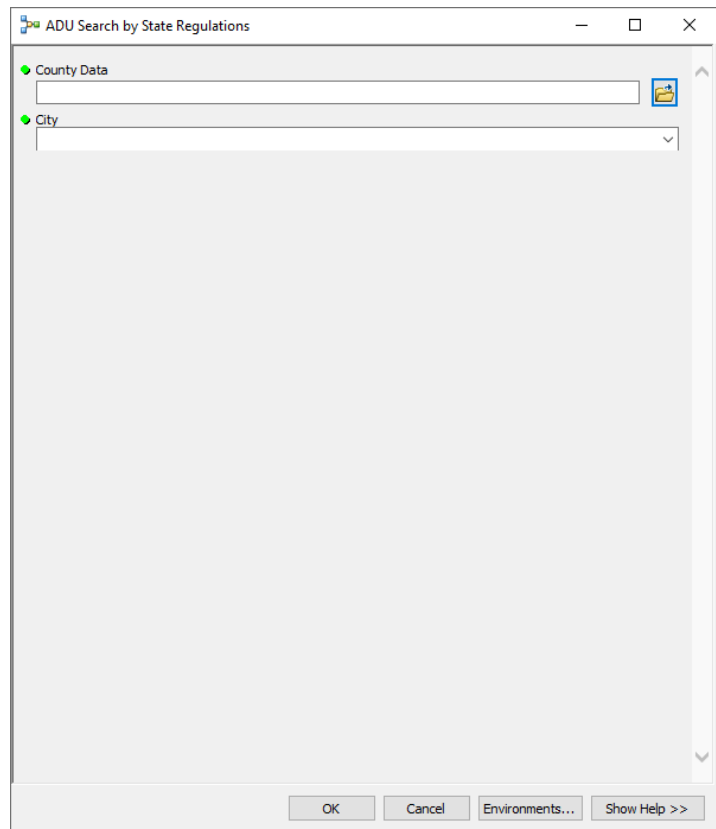 ADU Search by State Regulations
County Data
City
OK Cancel Environments... Show Help >>